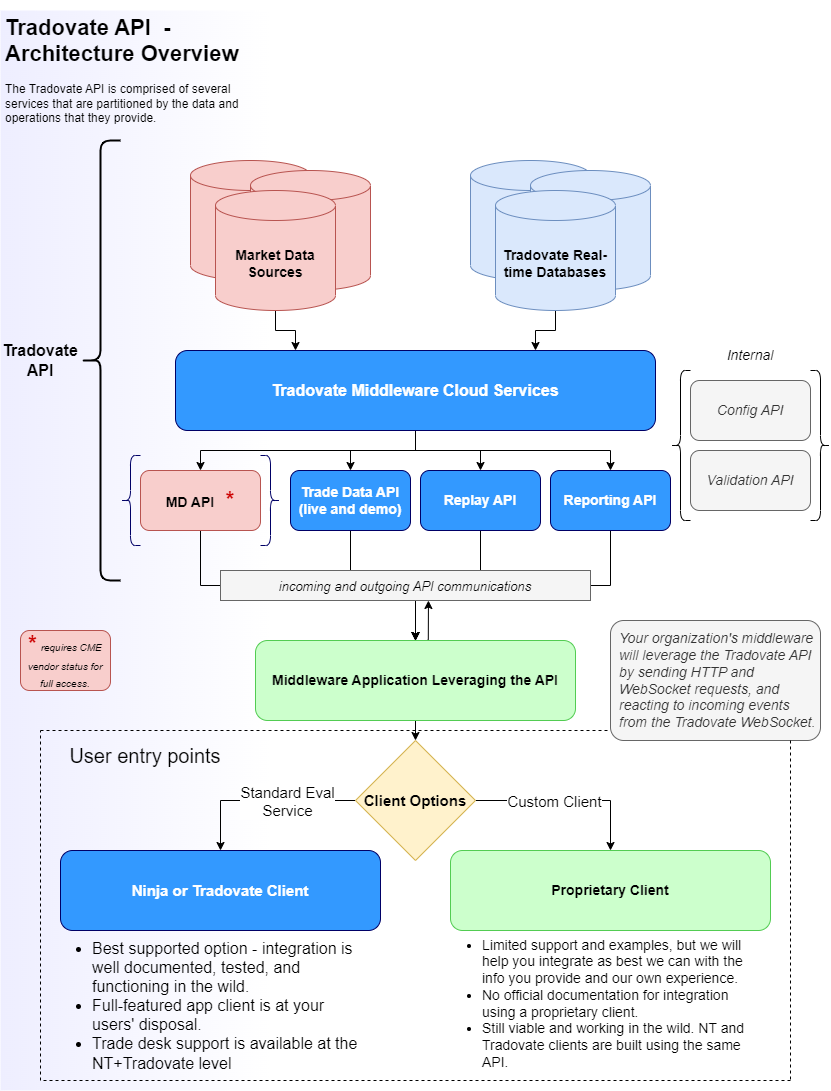 Tradovate API  -
Architecture Overview
The Tradovate API is comprised of several
services that are partitioned by the data and
operations that they provide.
Market Data
Sources
Tradovate Real-
time Databases
Tradovate
API
Tradovate Middleware Cloud Services
Internal
Config API
Validation API
MD API *
Trade Data API
(live and demo)
Replay API
Reporting API
incoming and outgoing API communications
* requires CME
vendor status for
full access.
Middleware Application Leveraging the API
Your organization's middleware
will leverage the Tradovate API
by sending HTTP and
WebSocket requests, and
reacting to incoming events
from the Tradovate WebSocket.
User entry points
Client Options
Standard Eval
Service
Custom Client
Ninja or Tradovate Client
Proprietary Client
• Best supported option - integration is
well documented, tested, and
functioning in the wild.
• Full-featured app client is at your
users' disposal.
• Trade desk support is available at the
NT+Tradovate level
• Limited support and examples, but we will
help you integrate as best we can with the
info you provide and our own experience.
• No official documentation for integration
using a proprietary client.
• Still viable and working in the wild. NT and
Tradovate clients are built using the same
API.